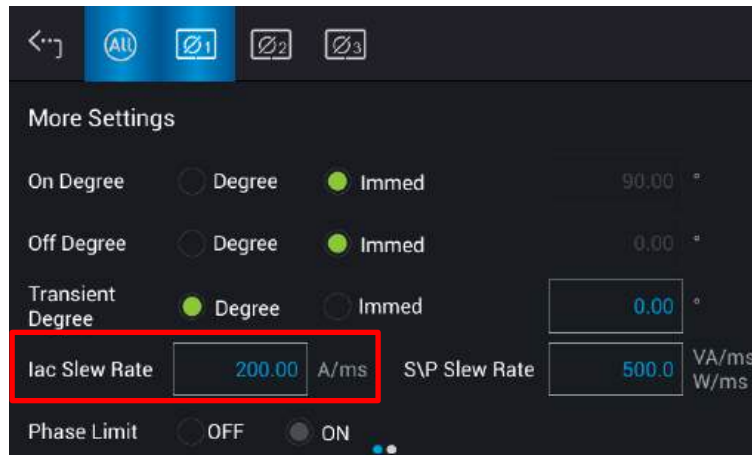 All Ø1 Ø2 Ø3
More Settings
On Degree Degree Immed 90.00 °
Off Degree Degree Immed 0.00 °
Transient
Degree Degree Immed 0.00 °
Iac Slew Rate 200.00 A/ms S\P Slew Rate 500.0 VA/ms
W/ms
Phase Limit OFF ON